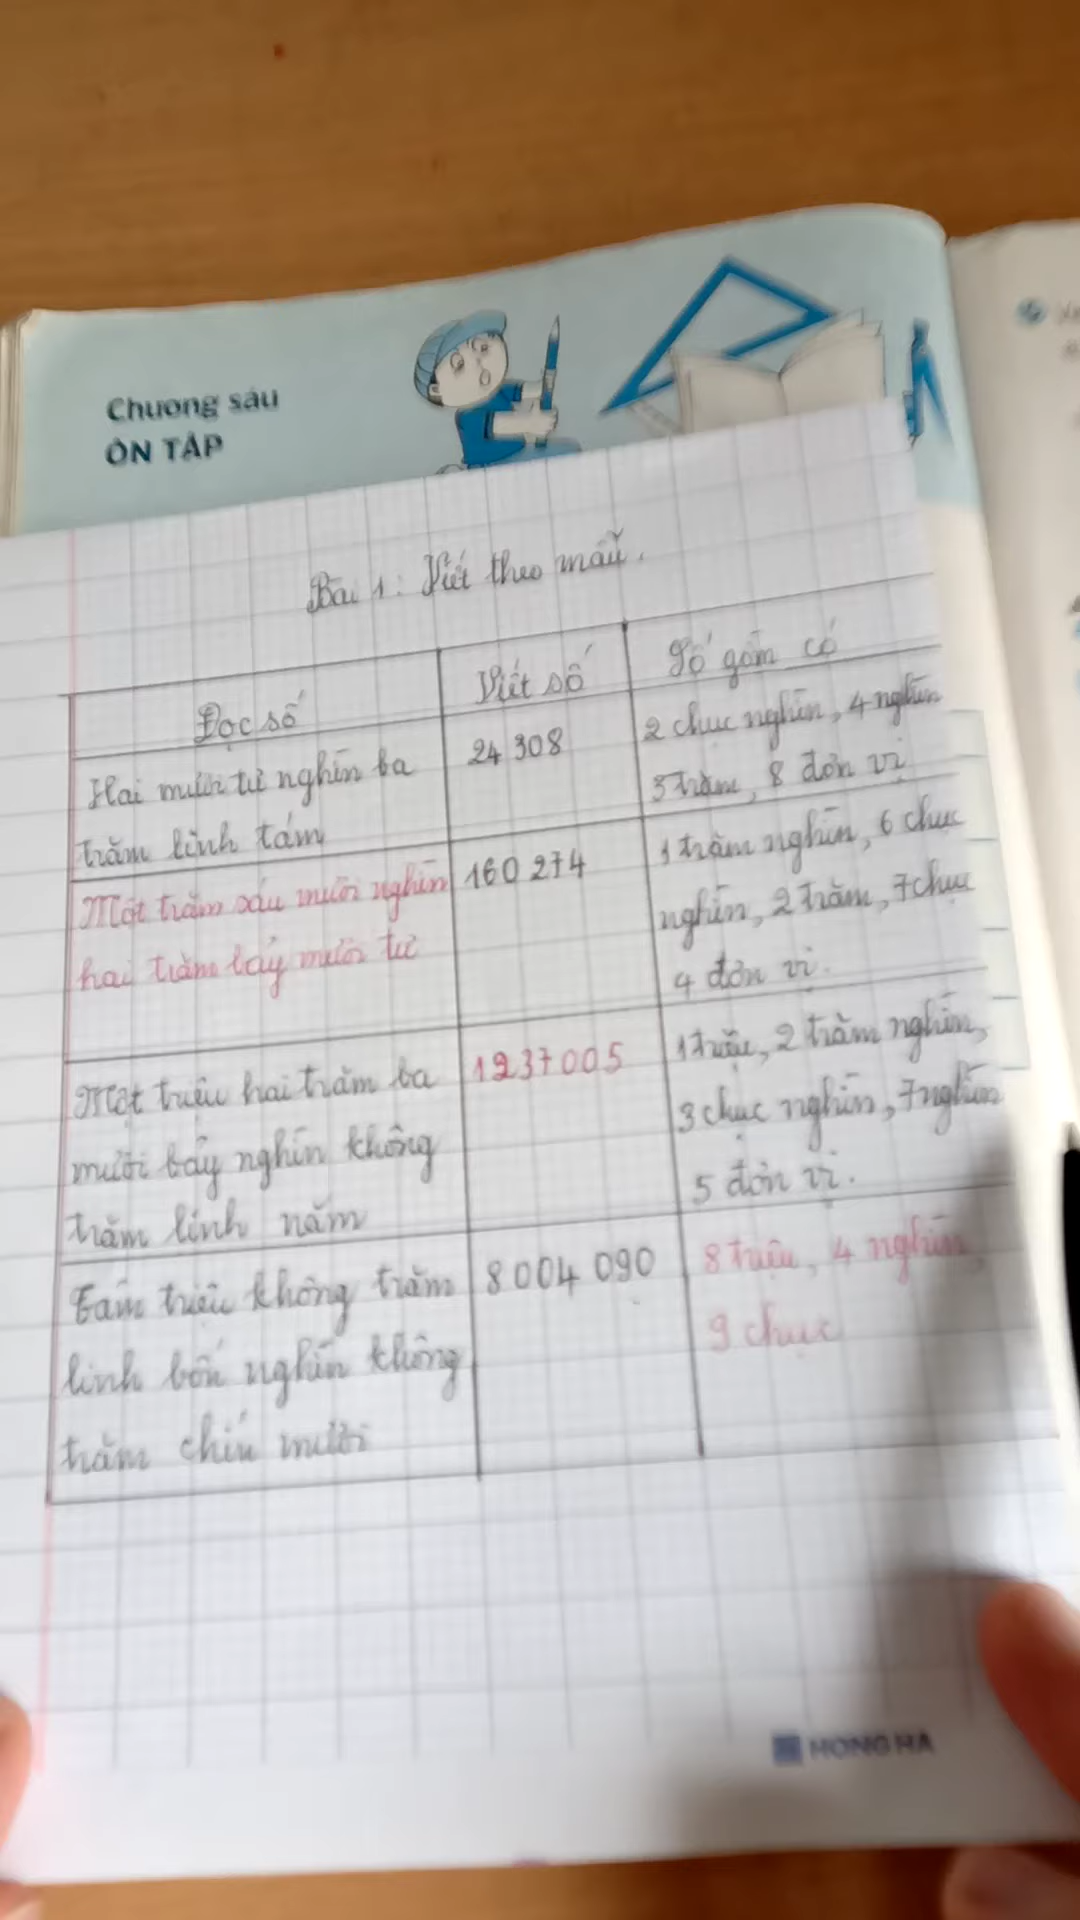 Chương sáu
ÔN TẬP
Bài 1: Viết theo mẫu.
Đọc số
Viết số
Số gồm có
Hai mươi tư nghìn ba
trăm linh tám
24 308
2 chục nghìn, 4 nghìn
3 trăm, 8 đơn vị
Một trăm sáu mươi nghìn
hai trăm bảy mươi tư
160 274
1 trăm nghìn, 6 chục
nghìn, 2 trăm, 7 chục
4 đơn vị.
Một triệu hai trăm ba
mươi bảy nghìn không
trăm linh năm
1237005
1 triệu, 2 trăm nghìn,
3 chục nghìn, 7 nghìn
5 đơn vị.
Tám triệu không trăm
linh bốn nghìn không
trăm chín mươi
8 004 090
8 triệu, 4 nghìn,
9 chục
HONG HA